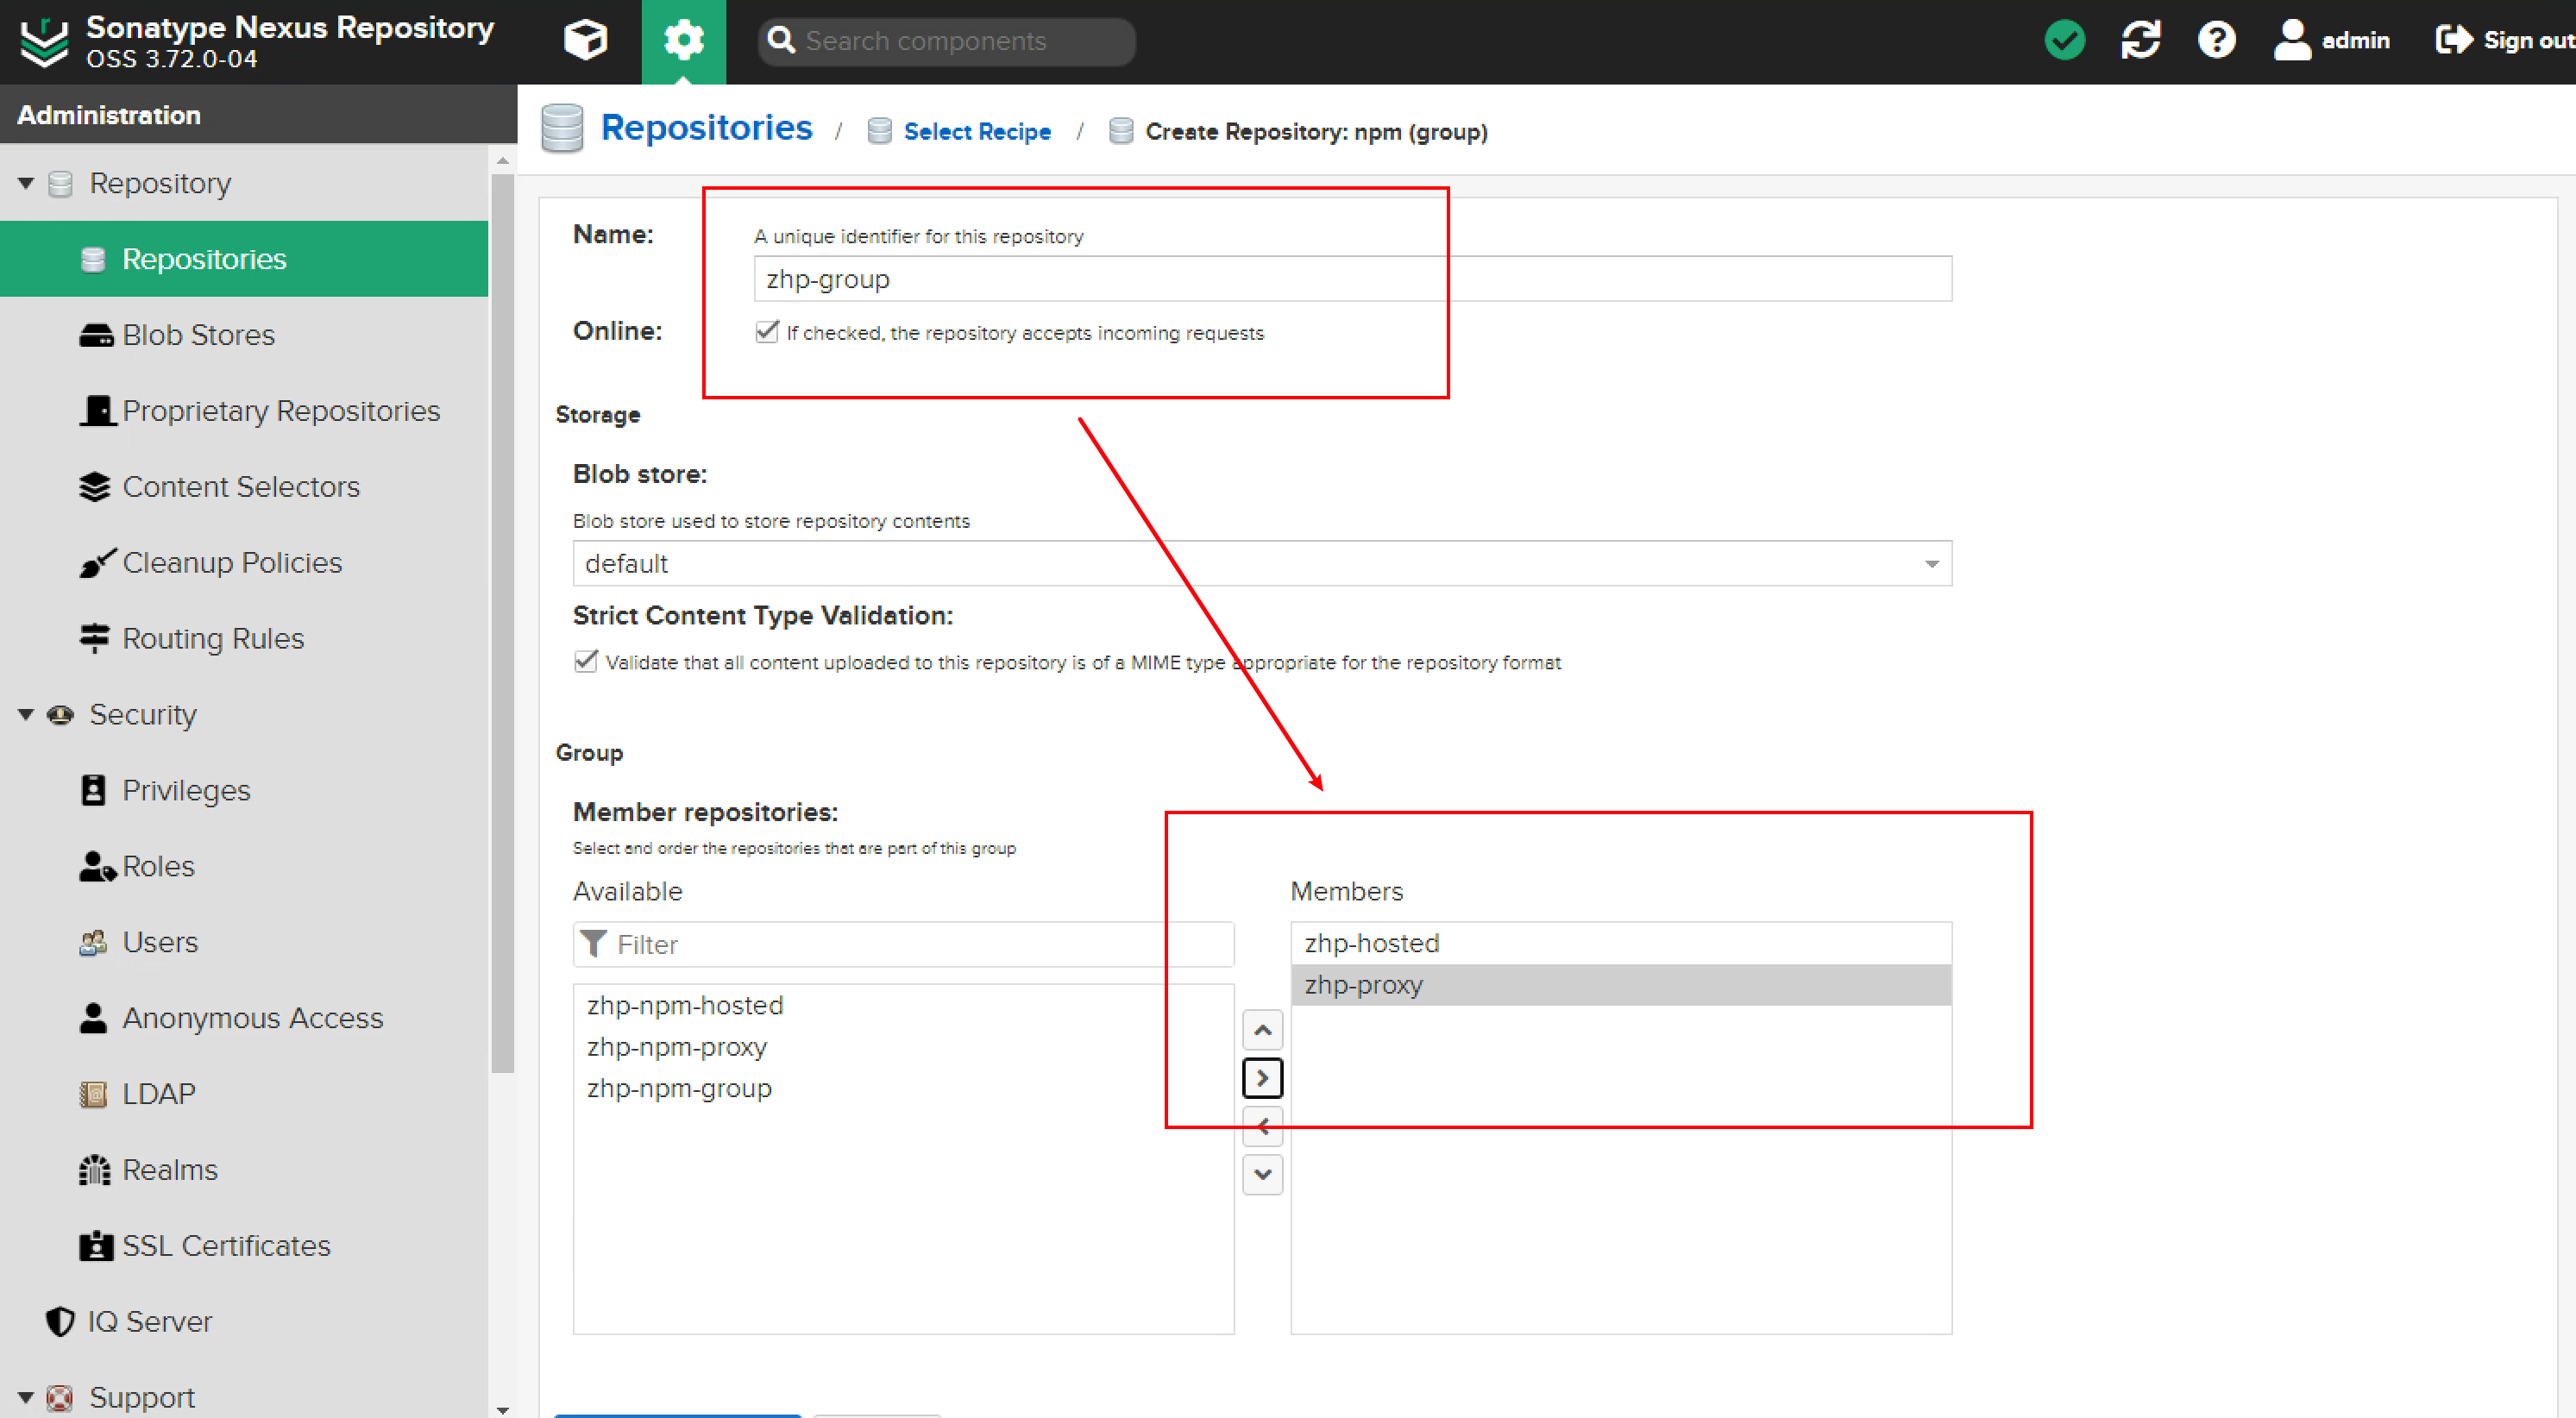 Sonatype Nexus Repository
OSS 3.72.0-04
Search components
admin
Sign out
Administration
Repository
Repositories
Blob Stores
Proprietary Repositories
Content Selectors
Cleanup Policies
Routing Rules
Security
Privileges
Roles
Users
Anonymous Access
LDAP
Realms
SSL Certificates
IQ Server
Support
Repositories / Select Recipe / Create Repository: npm (group)
Name:
A unique identifier for this repository
zhp-group
Online:
If checked, the repository accepts incoming requests
Storage
Blob store:
Blob store used to store repository contents
default
Strict Content Type Validation:
Validate that all content uploaded to this repository is of a MIME type appropriate for the repository format
Group
Member repositories:
Select and order the repositories that are part of this group
Available
Filter
zhp-npm-hosted
zhp-npm-proxy
zhp-npm-group
Members
zhp-hosted
zhp-proxy